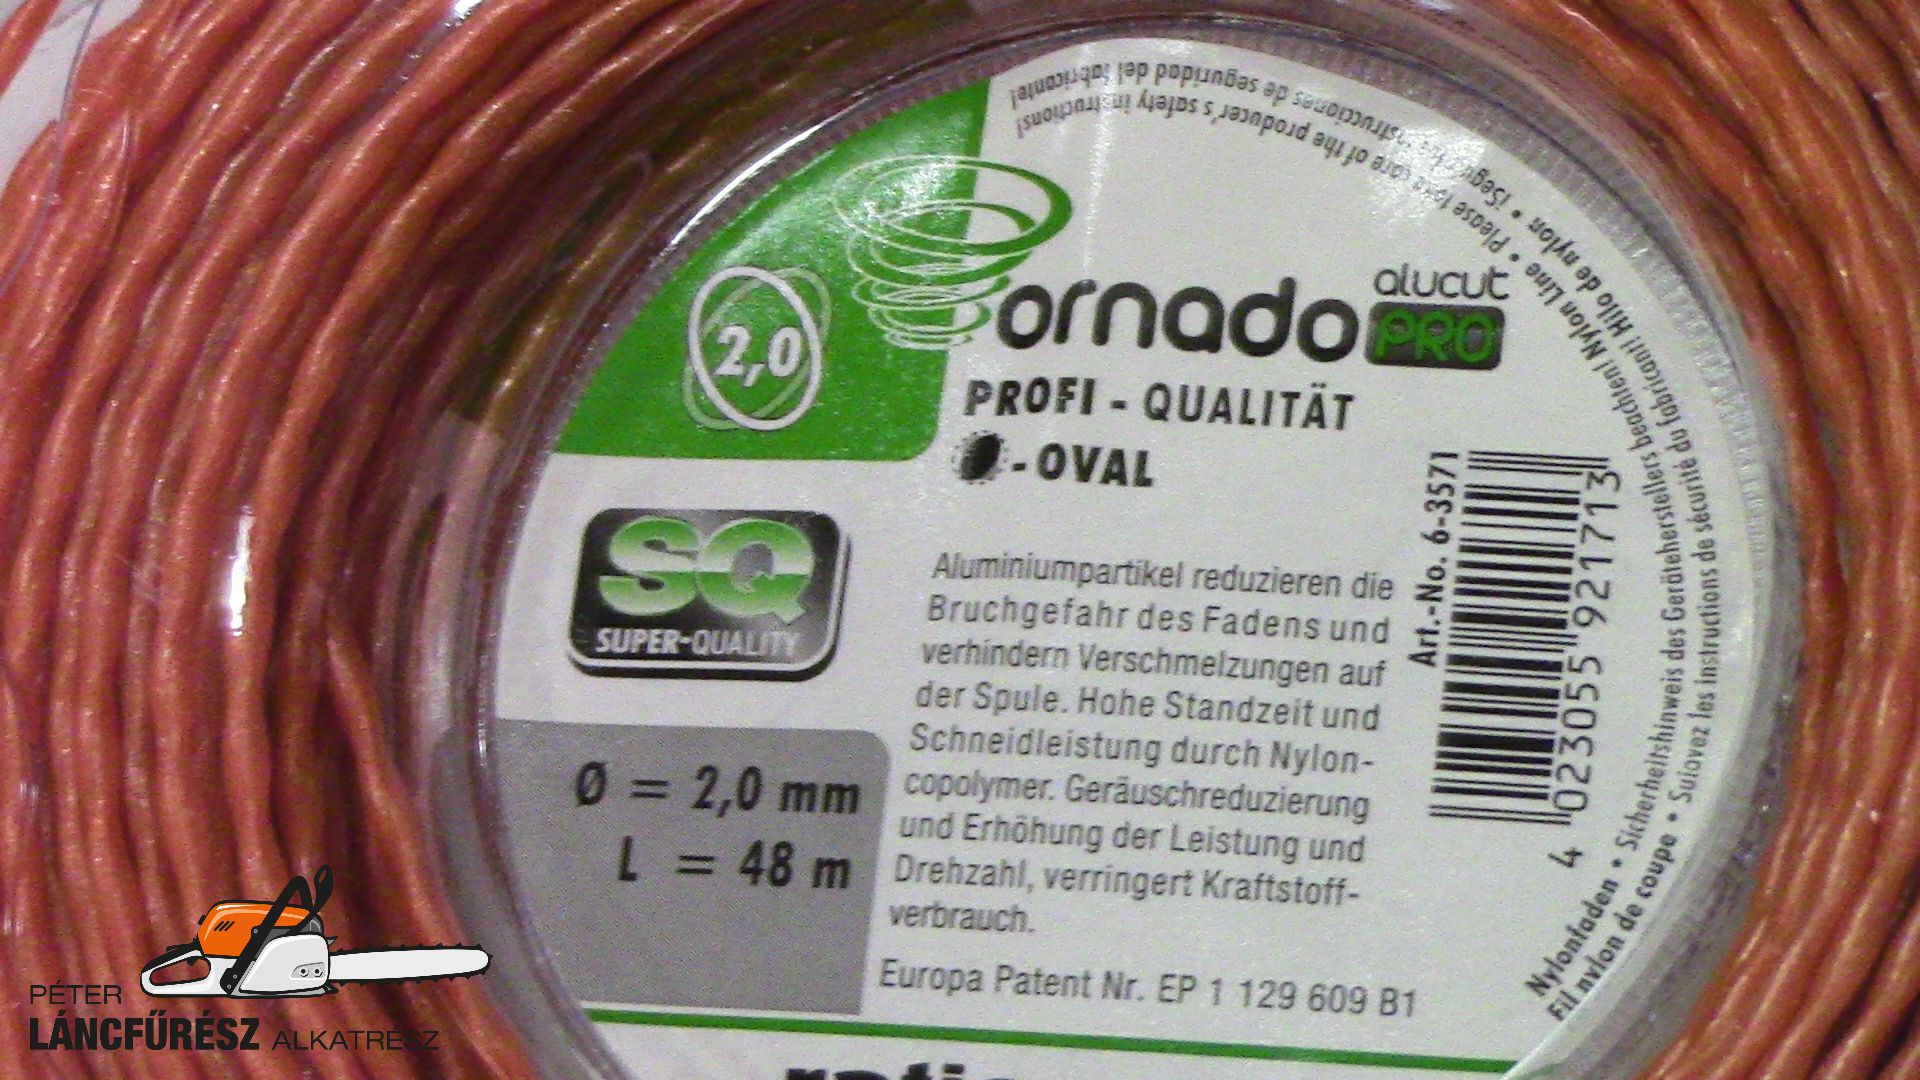 ¡Seguir las instrucciones de seguridad del fabricante!
Please take care of the producer's safety instructions!
2,0
Tornado
alucut
PRO
PROFI - QUALITÄT
-OVAL
SQ
SUPER-QUALITY
Aluminiumpartikel reduzieren die
Bruchgefahr des Fadens und
verhindern Verschmelzungen auf
der Spule. Hohe Standzeit und
Schneidleistung durch Nylon-
copolymer. Geräuschreduzierung
und Erhöhung der Leistung und
Drehzahl, verringert Kraftstoff-
verbrauch.
Europa Patent Nr. EP 1 129 609 B1
Ø = 2,0 mm
L = 48 m
Art.-No. 6-3571
4 023055 921713
Nylonfaden • Sicherheitshinweis des Geräteherstellers beachten! Nylon Line •
Fil nylon de coupe • Suivez les instructions de sécurité du fabricant! Hilo de nylon •
PÉTER
LÁNCFŰRÉSZ ALKATRÉSZ